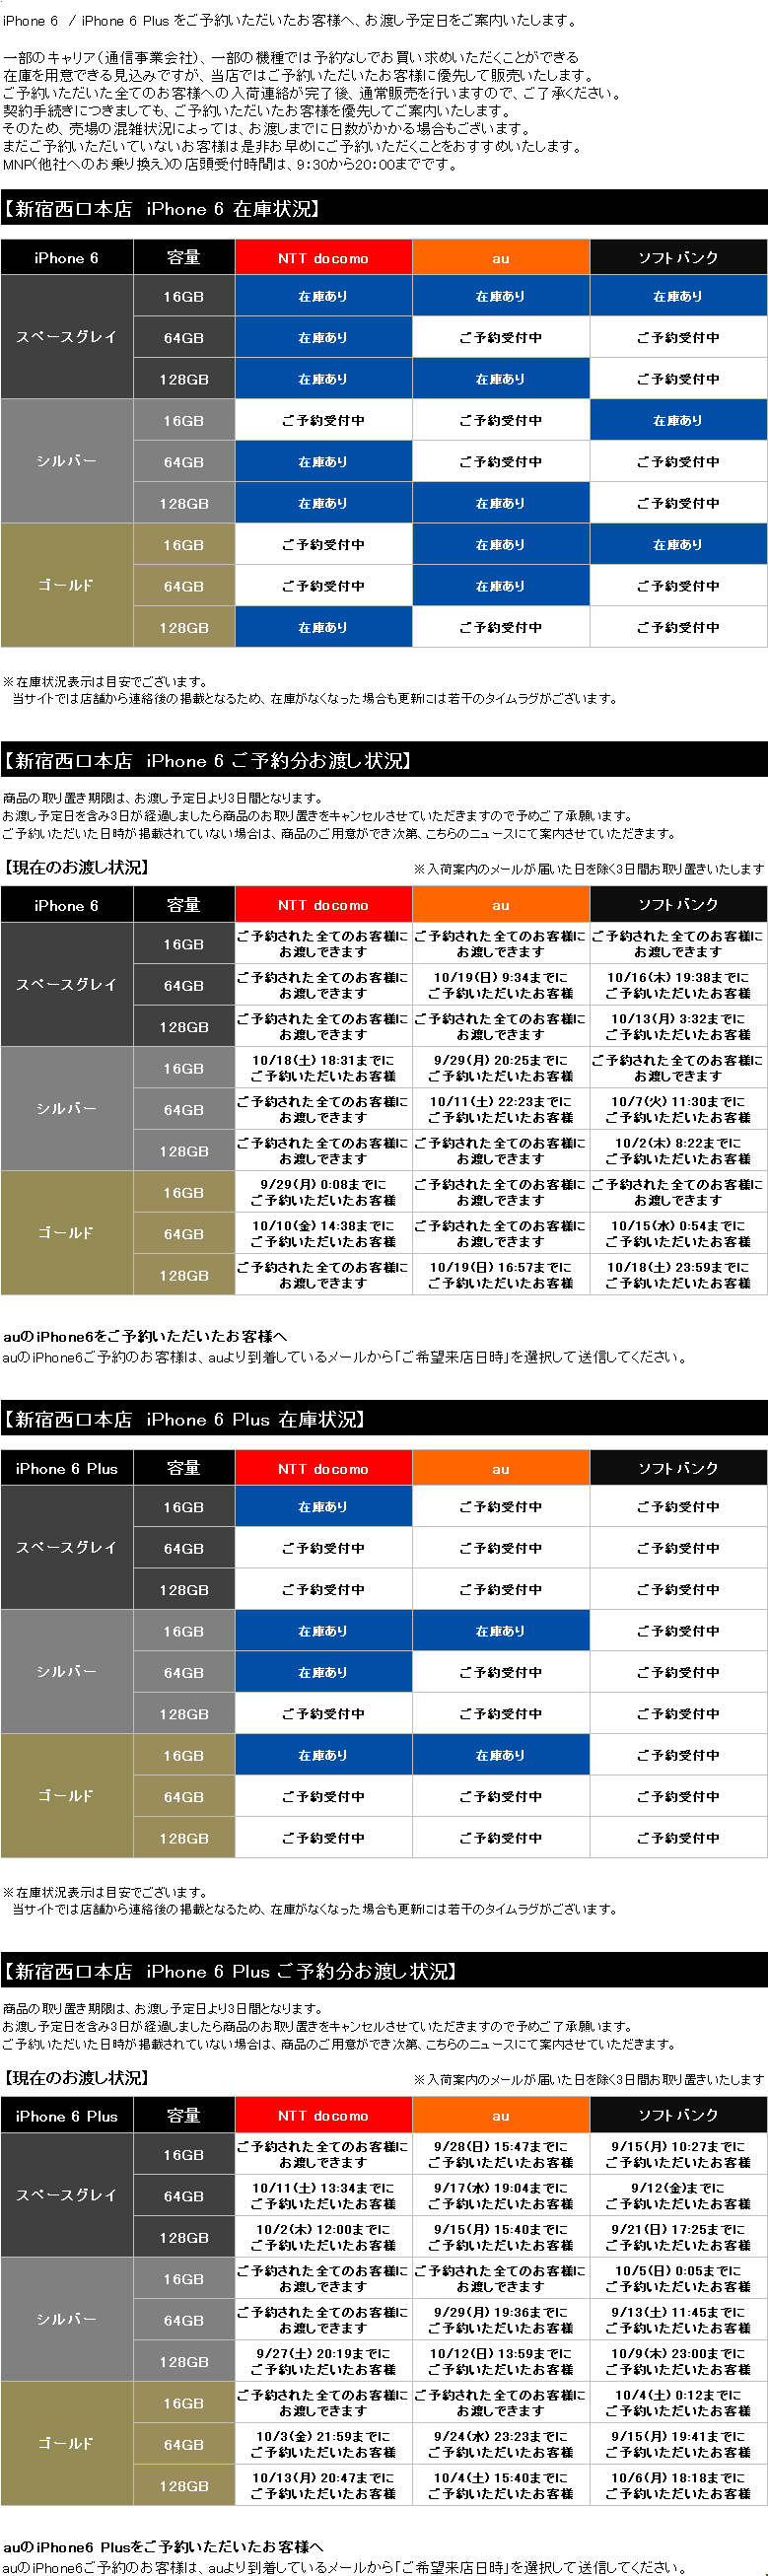 iPhone 6 / iPhone 6 Plus をご予約いただいたお客様へ、お渡し予定日をご案内いたします。
一部のキャリア（通信事業会社）、一部の機種では予約なしでお買い求めいただくことができる
在庫を用意できる見込みですが、当店ではご予約いただいたお客様に優先して販売いたします。
ご予約いただいた全てのお客様への入荷連絡が完了後、通常販売を行いますので、ご了承ください。
契約手続きにつきましても、ご予約いただいたお客様を優先してご案内いたします。
そのため、売場の混雑状況によっては、お渡しまでに日数がかかる場合もございます。
まだご予約いただいていないお客様は是非お早めにご予約いただくことをおすすめいたします。
MNP(他社へのお乗り換え)の店頭受付時間は、9:30から20:00までです。
【新宿西口本店 iPhone 6 在庫状況】
iPhone 6 容量 NTT docomo au ソフトバンク
スペースグレイ
16GB 在庫あり 在庫あり 在庫あり
64GB 在庫あり ご予約受付中 ご予約受付中
128GB 在庫あり 在庫あり ご予約受付中
シルバー
16GB ご予約受付中 ご予約受付中 在庫あり
64GB 在庫あり ご予約受付中 ご予約受付中
128GB 在庫あり 在庫あり ご予約受付中
ゴールド
16GB ご予約受付中 在庫あり 在庫あり
64GB ご予約受付中 在庫あり ご予約受付中
128GB 在庫あり ご予約受付中 ご予約受付中
※在庫状況表示は目安でございます。
当サイトでは店舗から連絡後の掲載となるため、在庫がなくなった場合も更新には若干のタイムラグがございます。
【新宿西口本店 iPhone 6 ご予約分お渡し状況】
商品の取り置き期限は、お渡し予定日より3日間となります。
お渡し予定日を含み3日が経過しましたら商品のお取り置きをキャンセルさせていただきますので予めご了承願います。
ご予約いただいた日時が掲載されていない場合は、商品のご用意ができ次第、こちらのニュースにて案内させていただきます。
【現在のお渡し状況】 ※入荷案内のメールが届いた日を除く3日間お取り置きいたします
iPhone 6 容量 NTT docomo au ソフトバンク
スペースグレイ
16GB ご予約された全てのお客様に ご予約された全てのお客様に ご予約された全てのお客様に
お渡しできます お渡しできます お渡しできます
64GB ご予約された全てのお客様に 10/19(日) 9:34までに 10/16(木) 19:38までに
お渡しできます ご予約いただいたお客様 ご予約いただいたお客様
128GB ご予約された全てのお客様に ご予約された全てのお客様に 10/13(月) 3:32までに
お渡しできます お渡しできます ご予約いただいたお客様
シルバー
16GB 10/18(土) 18:31までに 9/29(月) 20:25までに ご予約された全てのお客様に
ご予約いただいたお客様 ご予約いただいたお客様 お渡しできます
64GB ご予約された全てのお客様に 10/11(土) 22:23までに 10/7(火) 11:30までに
お渡しできます ご予約いただいたお客様 ご予約いただいたお客様
128GB ご予約された全てのお客様に ご予約された全てのお客様に 10/2(木) 8:22までに
お渡しできます お渡しできます ご予約いただいたお客様
ゴールド
16GB 9/29(月) 0:08までに ご予約された全てのお客様に ご予約された全てのお客様に
ご予約いただいたお客様 お渡しできます お渡しできます
64GB 10/10(金) 14:38までに ご予約された全てのお客様に 10/15(水) 0:54までに
ご予約いただいたお客様 お渡しできます ご予約いただいたお客様
128GB ご予約された全てのお客様に 10/19(日) 16:57までに 10/18(土) 23:59までに
お渡しできます ご予約いただいたお客様 ご予約いただいたお客様
auのiPhone6をご予約いただいたお客様へ
auのiPhone6ご予約のお客様は、auより到着しているメールから「ご希望来店日時」を選択して送信してください。
【新宿西口本店 iPhone 6 Plus 在庫状況】
iPhone 6 Plus 容量 NTT docomo au ソフトバンク
スペースグレイ
16GB 在庫あり ご予約受付中 ご予約受付中
64GB ご予約受付中 ご予約受付中 ご予約受付中
128GB ご予約受付中 ご予約受付中 ご予約受付中
シルバー
16GB 在庫あり 在庫あり ご予約受付中
64GB 在庫あり ご予約受付中 ご予約受付中
128GB ご予約受付中 ご予約受付中 ご予約受付中
ゴールド
16GB 在庫あり 在庫あり ご予約受付中
64GB ご予約受付中 ご予約受付中 ご予約受付中
128GB ご予約受付中 ご予約受付中 ご予約受付中
※在庫状況表示は目安でございます。
当サイトでは店舗から連絡後の掲載となるため、在庫がなくなった場合も更新には若干のタイムラグがございます。
【新宿西口本店 iPhone 6 Plus ご予約分お渡し状況】
商品の取り置き期限は、お渡し予定日より3日間となります。
お渡し予定日を含み3日が経過しましたら商品のお取り置きをキャンセルさせていただきますので予めご了承願います。
ご予約いただいた日時が掲載されていない場合は、商品のご用意ができ次第、こちらのニュースにて案内させていただきます。
【現在のお渡し状況】 ※入荷案内のメールが届いた日を除く3日間お取り置きいたします
iPhone 6 Plus 容量 NTT docomo au ソフトバンク
スペースグレイ
16GB ご予約された全てのお客様に 9/28(日) 15:47までに 9/15(月) 10:27までに
お渡しできます ご予約いただいたお客様 ご予約いただいたお客様
64GB 10/11(土) 13:34までに 9/17(水) 19:04までに 9/12(金)までに
ご予約いただいたお客様 ご予約いただいたお客様 ご予約いただいたお客様
128GB 10/2(木) 12:00までに 9/15(月) 15:40までに 9/21(日) 17:25までに
ご予約いただいたお客様 ご予約いただいたお客様 ご予約いただいたお客様
シルバー
16GB ご予約された全てのお客様に ご予約された全てのお客様に 10/5(日) 0:05までに
お渡しできます お渡しできます ご予約いただいたお客様
64GB ご予約された全てのお客様に 9/29(月) 19:36までに 9/13(土) 11:45までに
お渡しできます ご予約いただいたお客様 ご予約いただいたお客様
128GB 9/27(土) 20:19までに 10/12(日) 13:59までに 10/9(木) 23:00までに
ご予約いただいたお客様 ご予約いただいたお客様 ご予約いただいたお客様
ゴールド
16GB ご予約された全てのお客様に ご予約された全てのお客様に 10/4(土) 0:12までに
お渡しできます お渡しできます ご予約いただいたお客様
64GB 10/3(金) 21:59までに 9/24(水) 23:23までに 9/15(月) 19:41までに
ご予約いただいたお客様 ご予約いただいたお客様 ご予約いただいたお客様
128GB 10/13(月) 20:47までに 10/4(土) 15:40までに 10/6(月) 18:18までに
ご予約いただいたお客様 ご予約いただいたお客様 ご予約いただいたお客様
auのiPhone6 Plusをご予約いただいたお客様へ
auのiPhone6ご予約のお客様は、auより到着しているメールから「ご希望来店日時」を選択して送信してください。